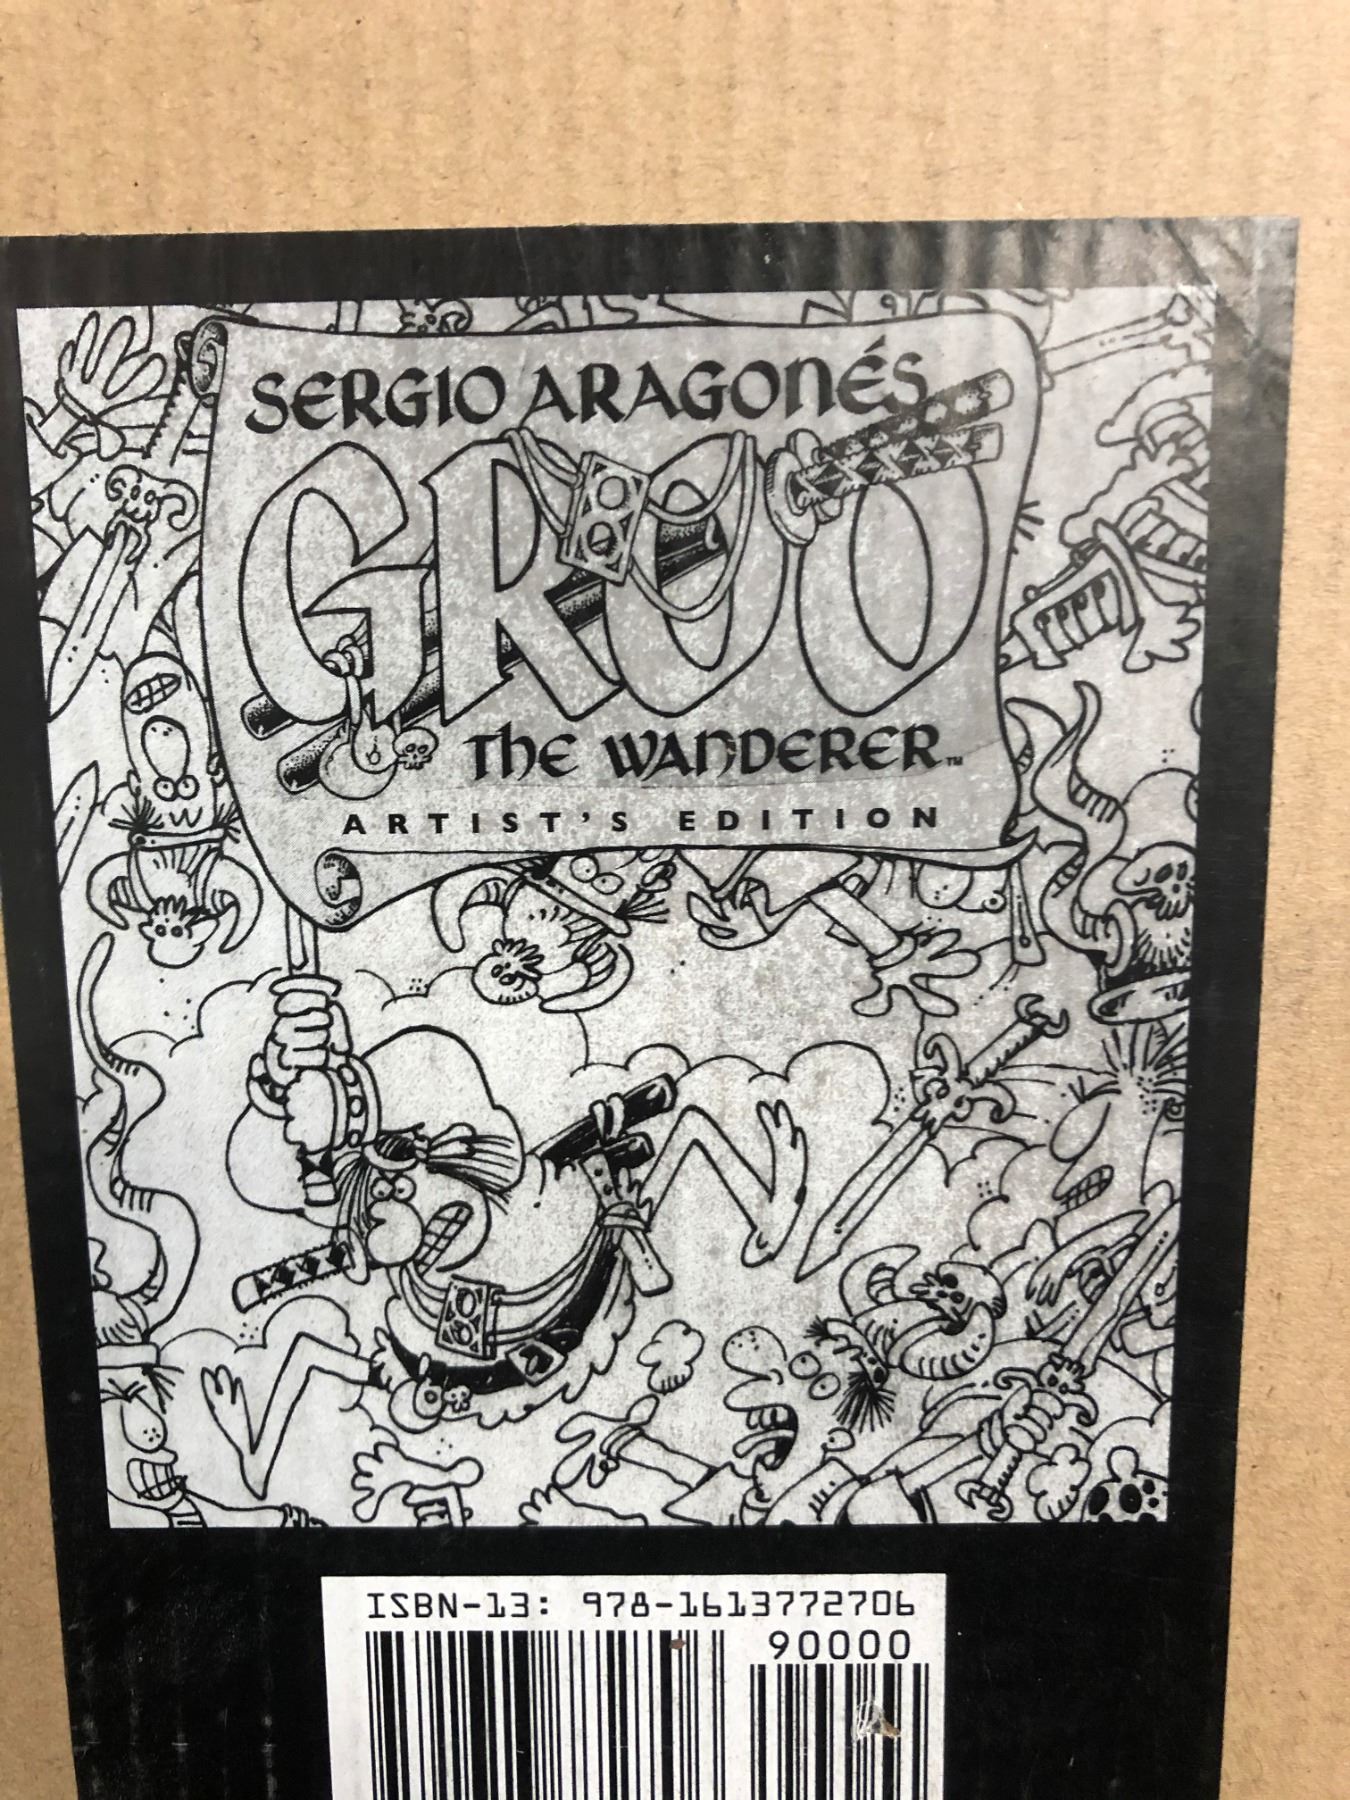 SERGIO ARAGONÉS
GROO
THE WANDERER™
ARTIST'S EDITION
ISBN-13: 978-1613772706
90000